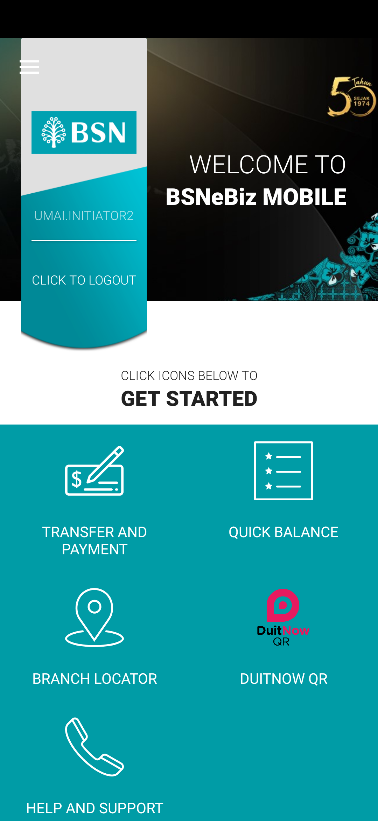 50 Tahun
SEJAK
1974
BSN
WELCOME TO
BSNeBiz MOBILE
UMAI.INITIATOR2
CLICK TO LOGOUT
CLICK ICONS BELOW TO
GET STARTED
$
TRANSFER AND
PAYMENT
QUICK BALANCE
DuitNow
QR
BRANCH LOCATOR
DUITNOW QR
HELP AND SUPPORT